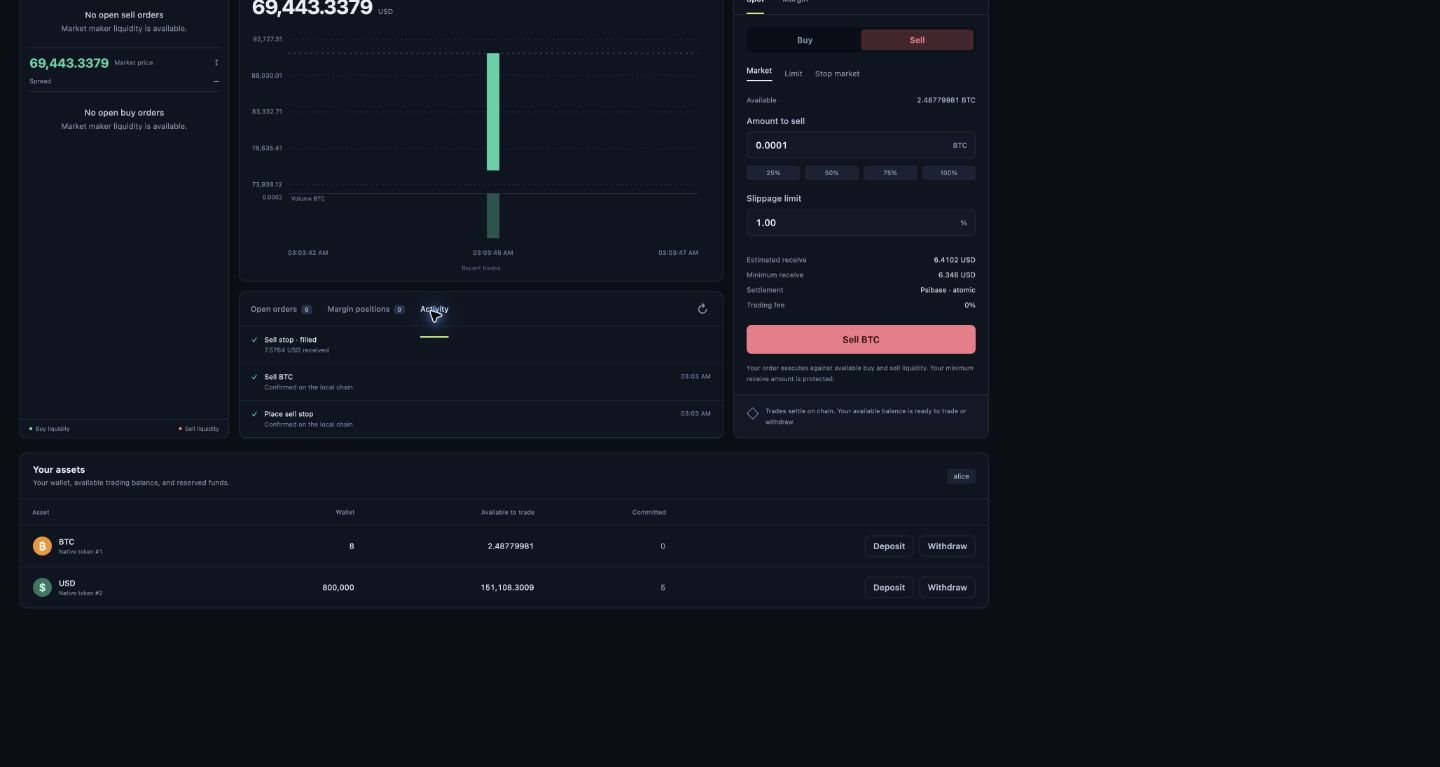 No open sell orders
Market maker liquidity is available.
69,443.3379 Market price
Spread –
No open buy orders
Market maker liquidity is available.
Buy liquidity Sell liquidity
69,443.3379 USD
92,727.31
88,030.01
83,332.71
78,635.41
73,938.12
0.0002 Volume BTC
03:03:42 AM 03:03:45 AM 03:03:47 AM
Recent trades
Open orders 0 Margin positions 0 Activity
Sell stop · filled
7.5764 USD received
Sell BTC 03:03 AM
Confirmed on the local chain
Place sell stop 03:03 AM
Confirmed on the local chain
Spot Margin
Buy Sell
Market Limit Stop market
Available 2.48779981 BTC
Amount to sell
0.0001 BTC
25% 50% 75% 100%
Slippage limit
1.00 %
Estimated receive 6.4102 USD
Minimum receive 6.346 USD
Settlement Psibase · atomic
Trading fee 0%
Sell BTC
Your order executes against available buy and sell liquidity. Your minimum
receive amount is protected.
Trades settle on chain. Your available balance is ready to trade or
withdraw.
Your assets
Your wallet, available trading balance, and reserved funds.
alice
Asset Wallet Available to trade Committed
BTC 8 2.48779981 0 Deposit Withdraw
Native token #1
USD 800,000 151,108.3009 5 Deposit Withdraw
Native token #2